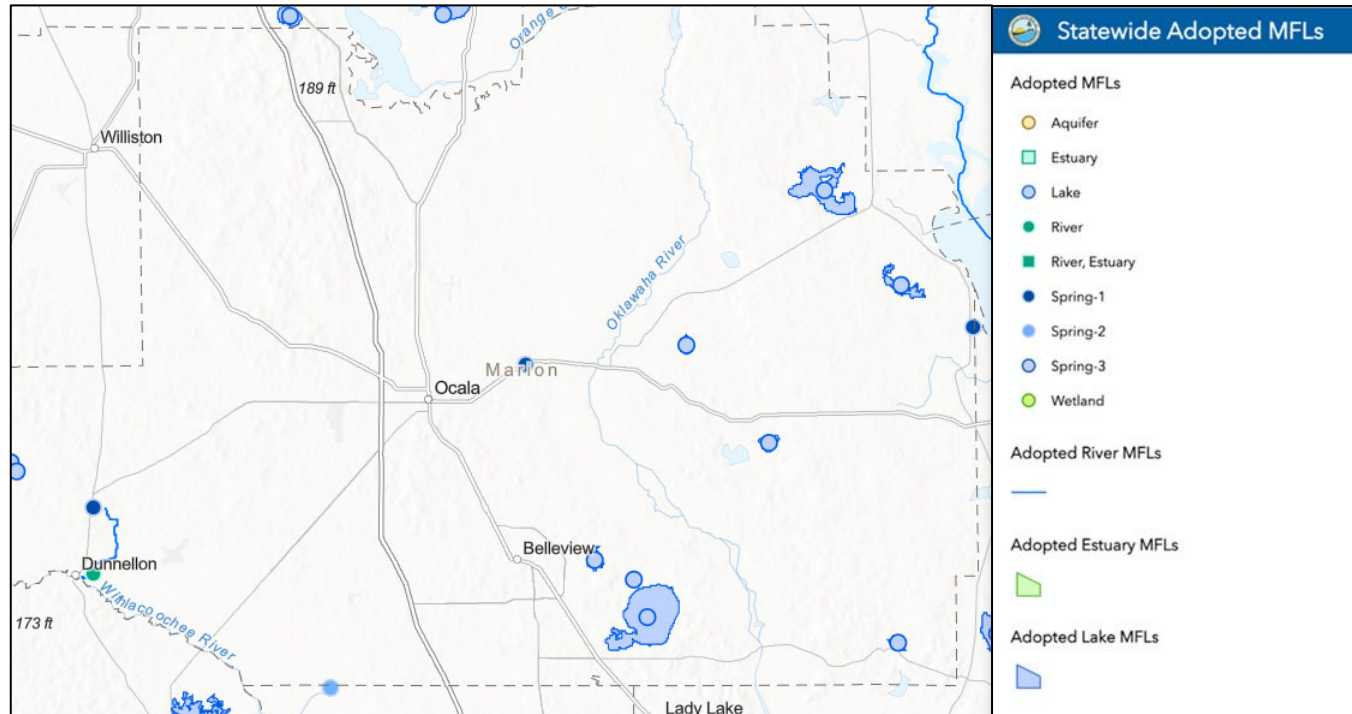 Orange
189 ft
Williston
Oklawaha River
Marion
Ocala
Belleview
Dunnellon
Withlacoochee River
173 ft
Lady Lake
Statewide Adopted MFLs
Adopted MFLs
Aquifer
Estuary
Lake
River
River, Estuary
Spring-1
Spring-2
Spring-3
Wetland
Adopted River MFLs
Adopted Estuary MFLs
Adopted Lake MFLs